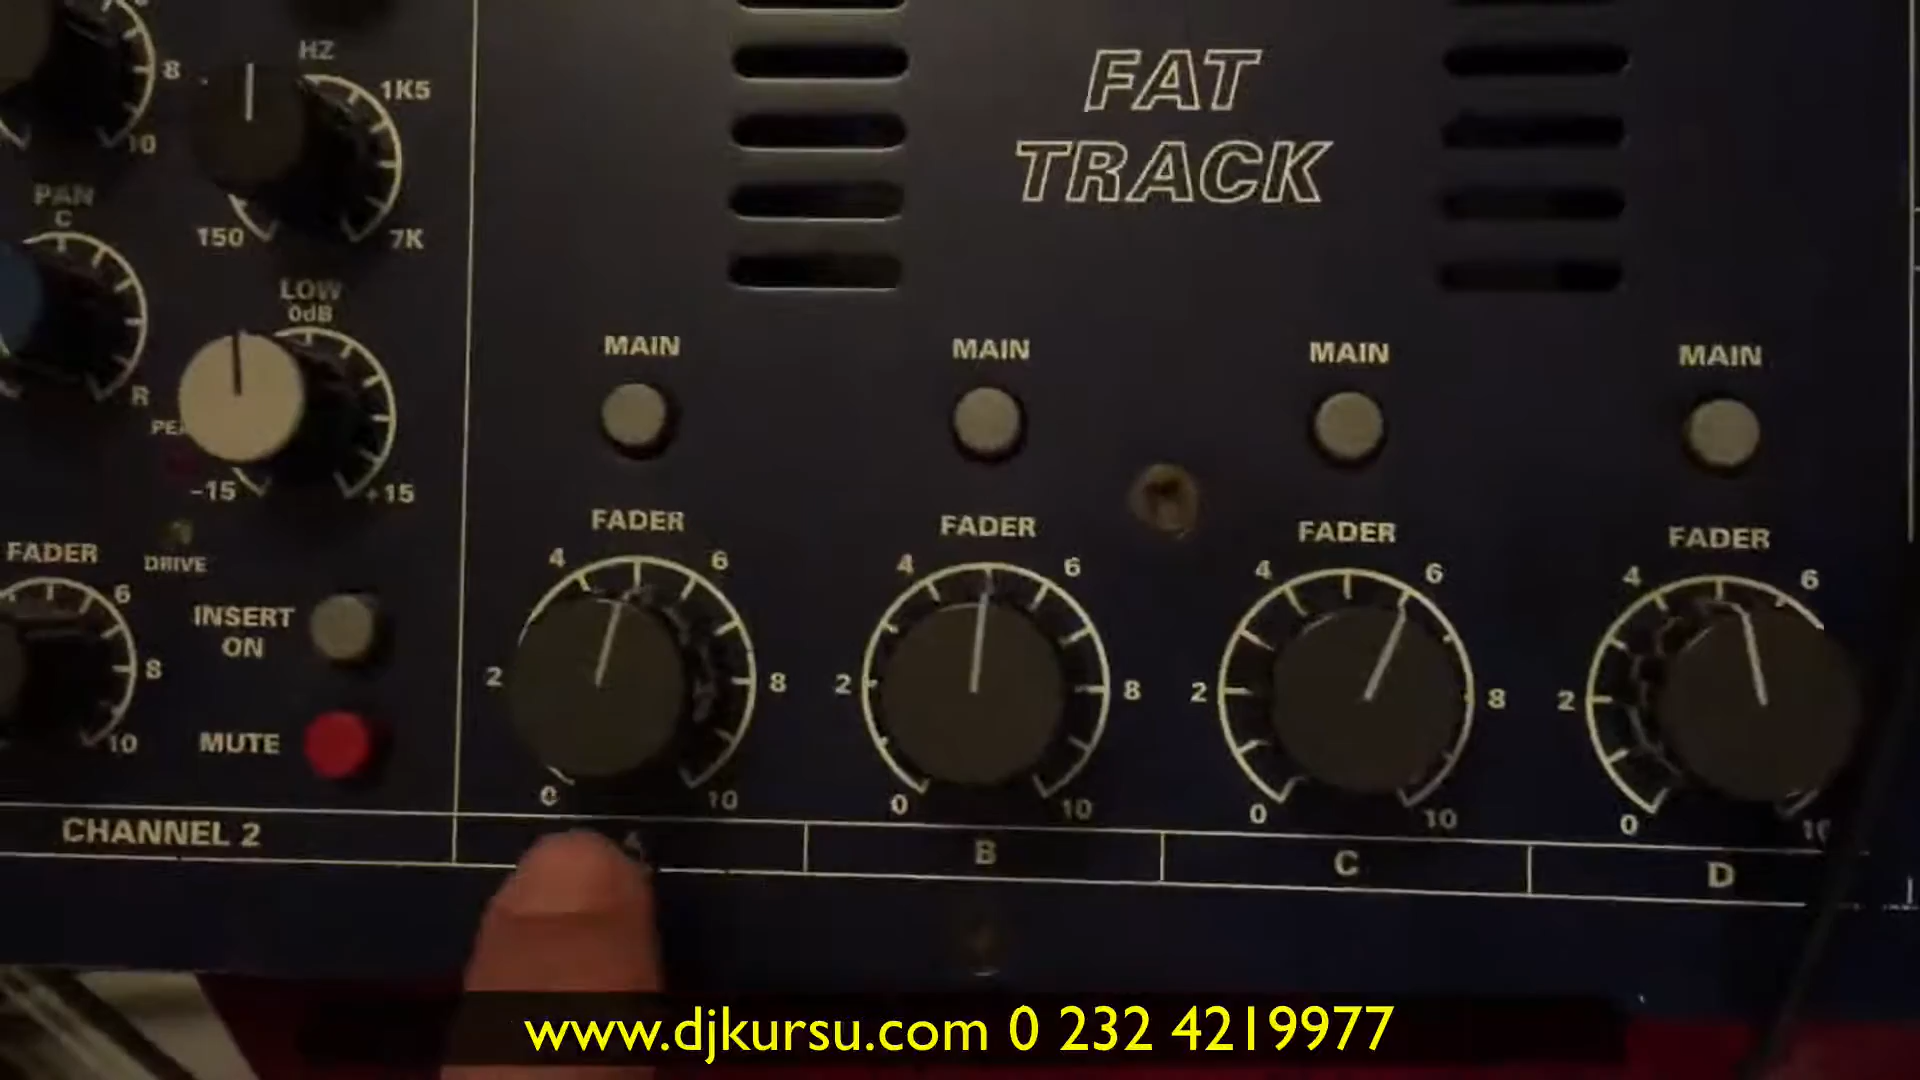 HZ
8
1K5
10
150
7K
PAN
C
R
LOW
0dB
-15
+15
FADER
6
8
10
DRIVE
INSERT
ON
MUTE
CHANNEL 2
FAT
TRACK
MAIN
MAIN
MAIN
MAIN
FADER
FADER
FADER
FADER
4 6
2 8
0 10
4 6
2 8
0 10
4 6
2 8
0 10
4 6
2
0
B
C
D
www.djkursu.com 0 232 4219977